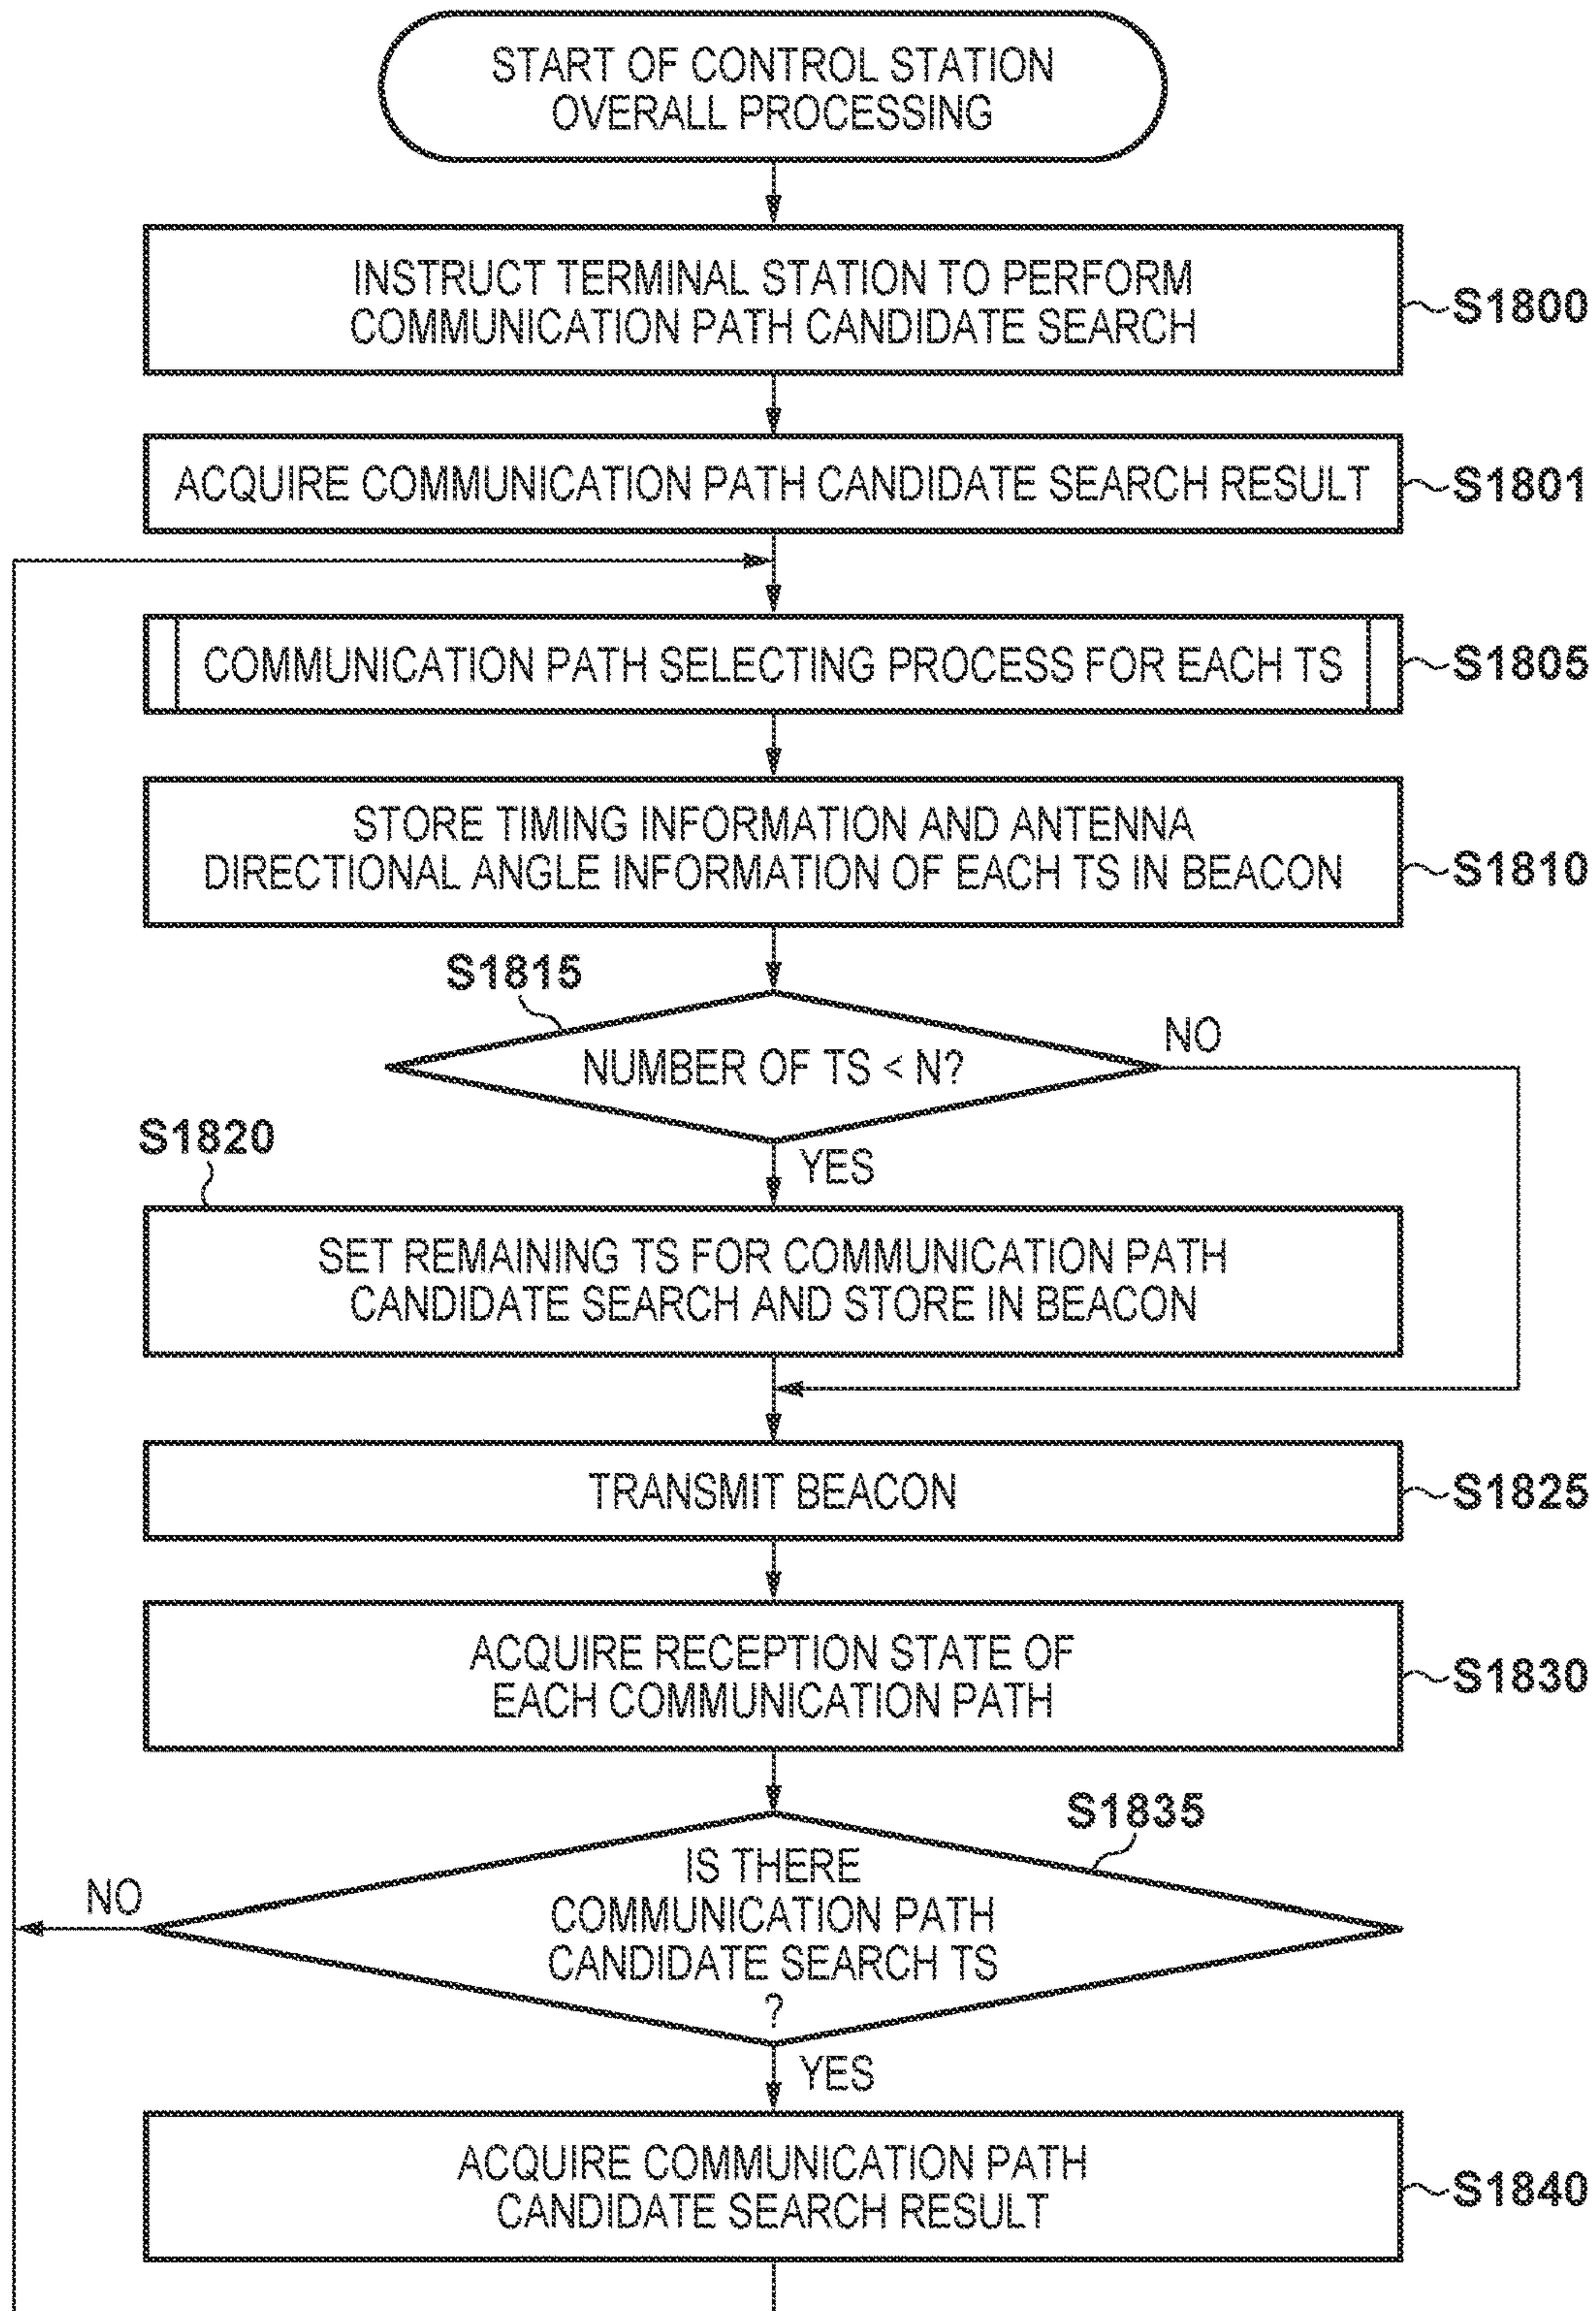 START OF CONTROL STATION
OVERALL PROCESSING
INSTRUCT TERMINAL STATION TO PERFORM
COMMUNICATION PATH CANDIDATE SEARCH
S1800
ACQUIRE COMMUNICATION PATH CANDIDATE SEARCH RESULT
S1801
COMMUNICATION PATH SELECTING PROCESS FOR EACH TS
S1805
STORE TIMING INFORMATION AND ANTENNA
DIRECTIONAL ANGLE INFORMATION OF EACH TS IN BEACON
S1810
S1815
NUMBER OF TS < N?
NO
YES
S1820
SET REMAINING TS FOR COMMUNICATION PATH
CANDIDATE SEARCH AND STORE IN BEACON
TRANSMIT BEACON
S1825
ACQUIRE RECEPTION STATE OF
EACH COMMUNICATION PATH
S1830
S1835
IS THERE
COMMUNICATION PATH
CANDIDATE SEARCH TS
?
NO
YES
ACQUIRE COMMUNICATION PATH
CANDIDATE SEARCH RESULT
S1840